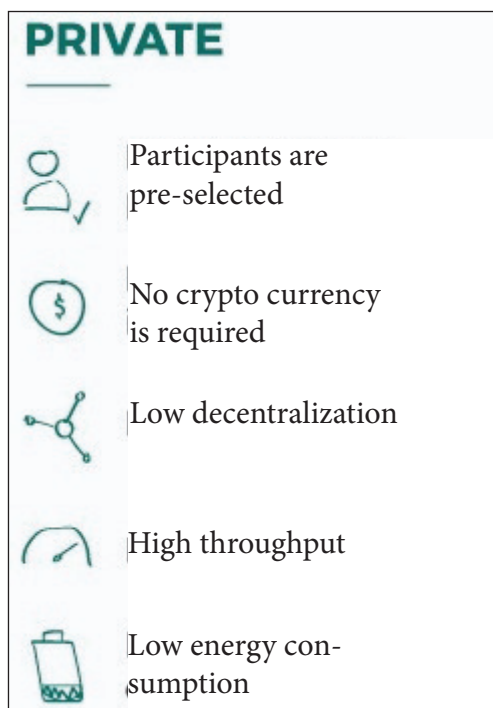 PRIVATE
Participants are
pre-selected
$
No crypto currency
is required
Low decentralization
High throughput
Low energy con-
sumption